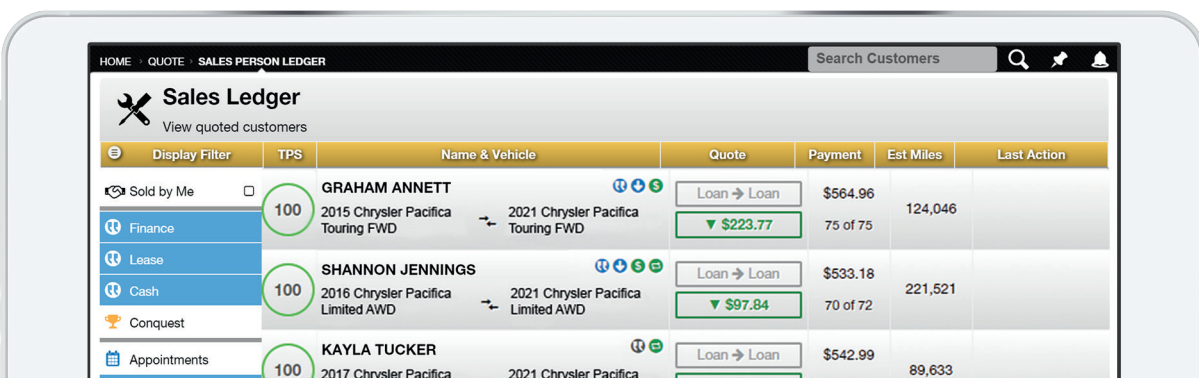 HOME › QUOTE › SALES PERSON LEDGER
Search Customers
Sales Ledger
View quoted customers
Display Filter TPS Name & Vehicle Quote Payment Est Miles Last Action
Sold by Me
Finance
Lease
Cash
Conquest
Appointments
100
GRAHAM ANNETT
2015 Chrysler Pacifica
Touring FWD
2021 Chrysler Pacifica
Touring FWD
Loan → Loan
▼ $223.77
$564.96
75 of 75
124,046
100
SHANNON JENNINGS
2016 Chrysler Pacifica
Limited AWD
2021 Chrysler Pacifica
Limited AWD
Loan → Loan
▼ $97.84
$533.18
70 of 72
221,521
100
KAYLA TUCKER
2017 Chrysler Pacifica
2021 Chrysler Pacifica
Loan → Loan
$542.99
89,633